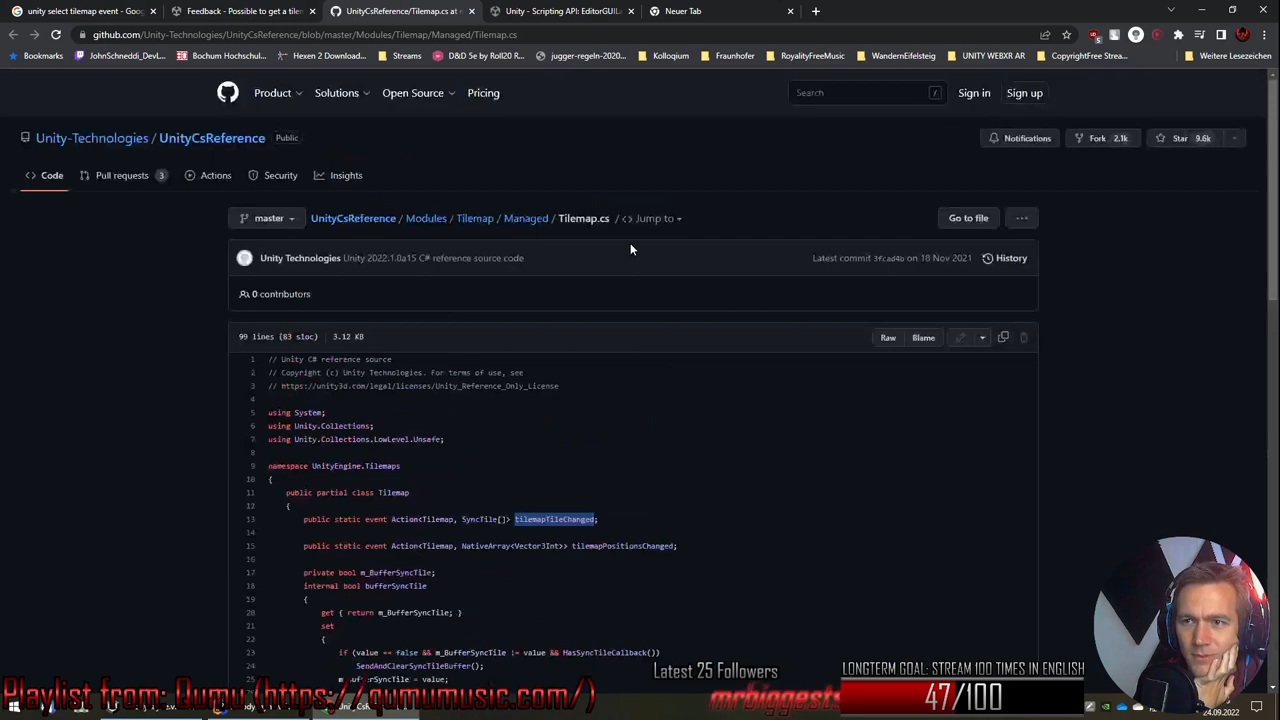 unity select tilemap event - Goog
Feedback - Possible to get a tilen
UnityCsReference/Tilemap.cs at m
Unity - Scripting API: EditorGUIL
Neuer Tab
github.com/Unity-Technologies/UnityCsReference/blob/master/Modules/Tilemap/Managed/Tilemap.cs
Bookmarks
JohnSchneddi_DevL...
Bochum Hochschul...
Hexen 2 Download...
Streams
D&D 5e by Roll20 R...
jugger-regeln-2020...
Kolloqium
Fraunhofer
RoyalityFreeMusic
WandernEifelsteig
UNITY WEBXR AR
CopyrightFree Strea...
Weitere Lesezeichen
Product
Solutions
Open Source
Pricing
Search
/
Sign in
Sign up
Unity-Technologies / UnityCsReference
Public
Notifications
Fork 2.1k
Star 9.6k
Code
Pull requests 3
Actions
Security
Insights
master
UnityCsReference / Modules / Tilemap / Managed / Tilemap.cs / <> Jump to
Go to file
...
Unity Technologies Unity 2022.1.0a15 C# reference source code
Latest commit 3fcad4b on 18 Nov 2021
History
0 contributors
99 lines (83 sloc) | 3.12 KB
Raw
Blame
1 // Unity C# reference source
2 // Copyright (c) Unity Technologies. For terms of use, see
3 // https://unity3d.com/legal/licenses/Unity_Reference_Only_License
4
5 using System;
6 using Unity.Collections;
7 using Unity.Collections.LowLevel.Unsafe;
8
9 namespace UnityEngine.Tilemaps
10 {
11 public partial class Tilemap
12 {
13 public static event Action<Tilemap, SyncTile[]> tilemapTileChanged;
14
15 public static event Action<Tilemap, NativeArray<Vector3Int>> tilemapPositionsChanged;
16
17 private bool m_BufferSyncTile;
18 internal bool bufferSyncTile
19 {
20 get { return m_BufferSyncTile; }
21 set
22 {
23 if (value == false && m_BufferSyncTile != value && HasSyncTileCallback())
24 SendAndClearSyncTileBuffer();
25 m_BufferSyncTile = value;
Latest 25 Followers
LONGTERM GOAL: STREAM 100 TIMES IN ENGLISH
Playlist from: Qumu (https://qumumusic.com/)
mrbiggests
47/100
24.09.2022